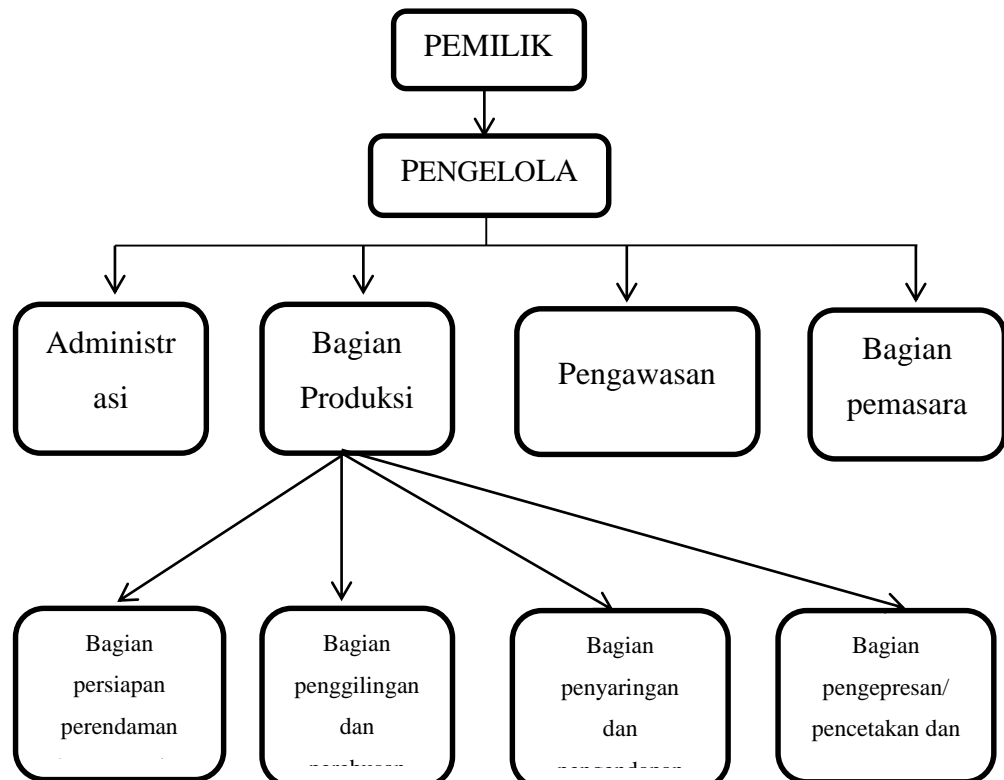 PEMILIK
PENGELOLA
Administr
asi
Bagian
Produksi
Pengawasan
Bagian
pemasara
Bagian
persiapan
perendaman
Bagian
penggilingan
dan
Bagian
penyaringan
dan
Bagian
pengepresan/
pencetakan dan